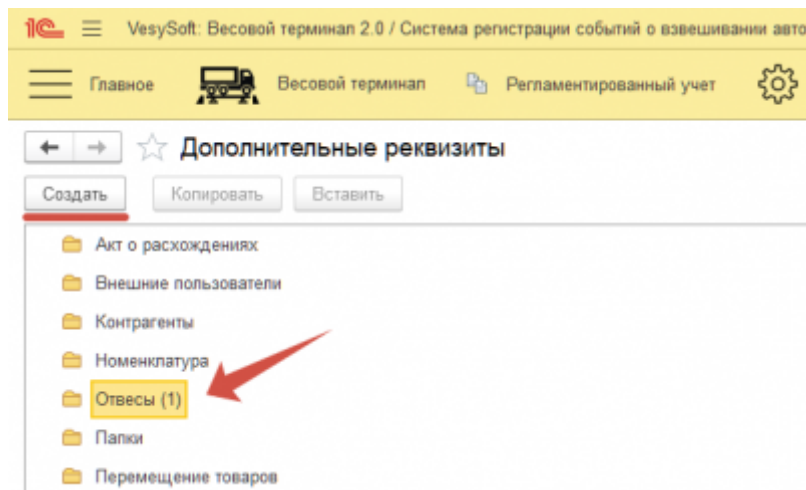 1С VesySoft: Весовой терминал 2.0 / Система регистрации событий о взвешивании авто
Главное Весовой терминал Регламентированный учет
Дополнительные реквизиты
Создать Копировать Вставить
Акт о расхождениях
Внешние пользователи
Контрагенты
Номенклатура
Отвесы (1)
Папки
Перемещение товаров